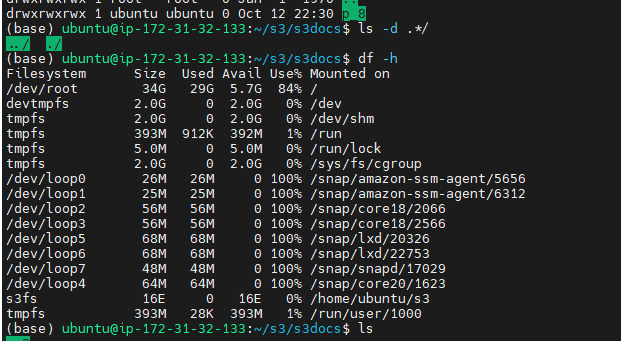 drwxrwxrwx 1 root root 0 Jan 1 1970 ..
drwxrwxrwx 1 ubuntu ubuntu 0 Oct 12 22:30 p_8
(base) ubuntu@ip-172-31-32-133:~/s3/s3docs$ ls -d .*/
../ ./
(base) ubuntu@ip-172-31-32-133:~/s3/s3docs$ df -h
Filesystem Size Used Avail Use% Mounted on
/dev/root 34G 29G 5.7G 84% /
devtmpfs 2.0G 0 2.0G 0% /dev
tmpfs 2.0G 0 2.0G 0% /dev/shm
tmpfs 393M 912K 392M 1% /run
tmpfs 5.0M 0 5.0M 0% /run/lock
tmpfs 2.0G 0 2.0G 0% /sys/fs/cgroup
/dev/loop0 26M 26M 0 100% /snap/amazon-ssm-agent/5656
/dev/loop1 25M 25M 0 100% /snap/amazon-ssm-agent/6312
/dev/loop2 56M 56M 0 100% /snap/core18/2066
/dev/loop3 56M 56M 0 100% /snap/core18/2566
/dev/loop5 68M 68M 0 100% /snap/lxd/20326
/dev/loop6 68M 68M 0 100% /snap/lxd/22753
/dev/loop7 48M 48M 0 100% /snap/snapd/17029
/dev/loop4 64M 64M 0 100% /snap/core20/1623
s3fs 16E 0 16E 0% /home/ubuntu/s3
tmpfs 393M 28K 393M 1% /run/user/1000
(base) ubuntu@ip-172-31-32-133:~/s3/s3docs$ ls